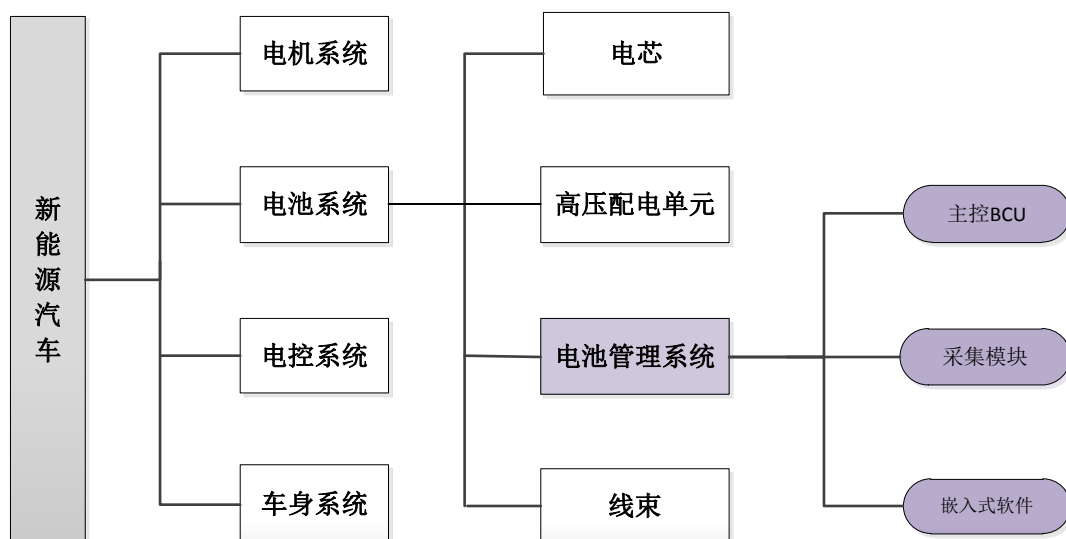 新能源汽车
电机系统
电池系统
电控系统
车身系统
电芯
高压配电单元
电池管理系统
线束
主控BCU
采集模块
嵌入式软件